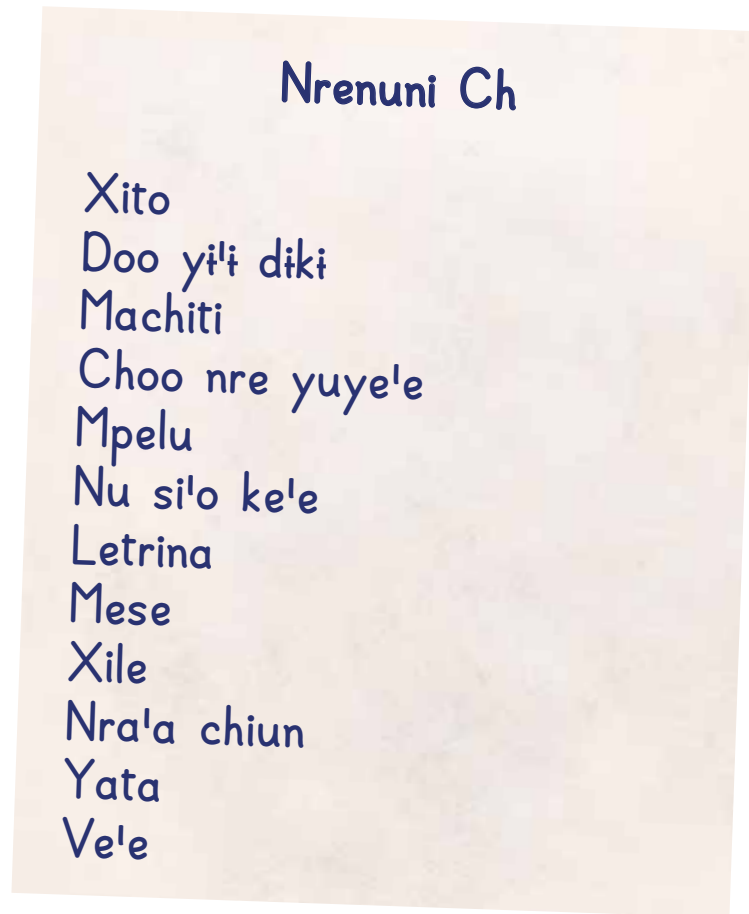 Nrenuni Ch
Xito
Doo yɨ'ɨ dɨkɨ
Machiti
Choo nre yuye'e
Mpelu
Nu si'o ke'e
Letrina
Mese
Xile
Nra'a chiun
Yata
Ve'e